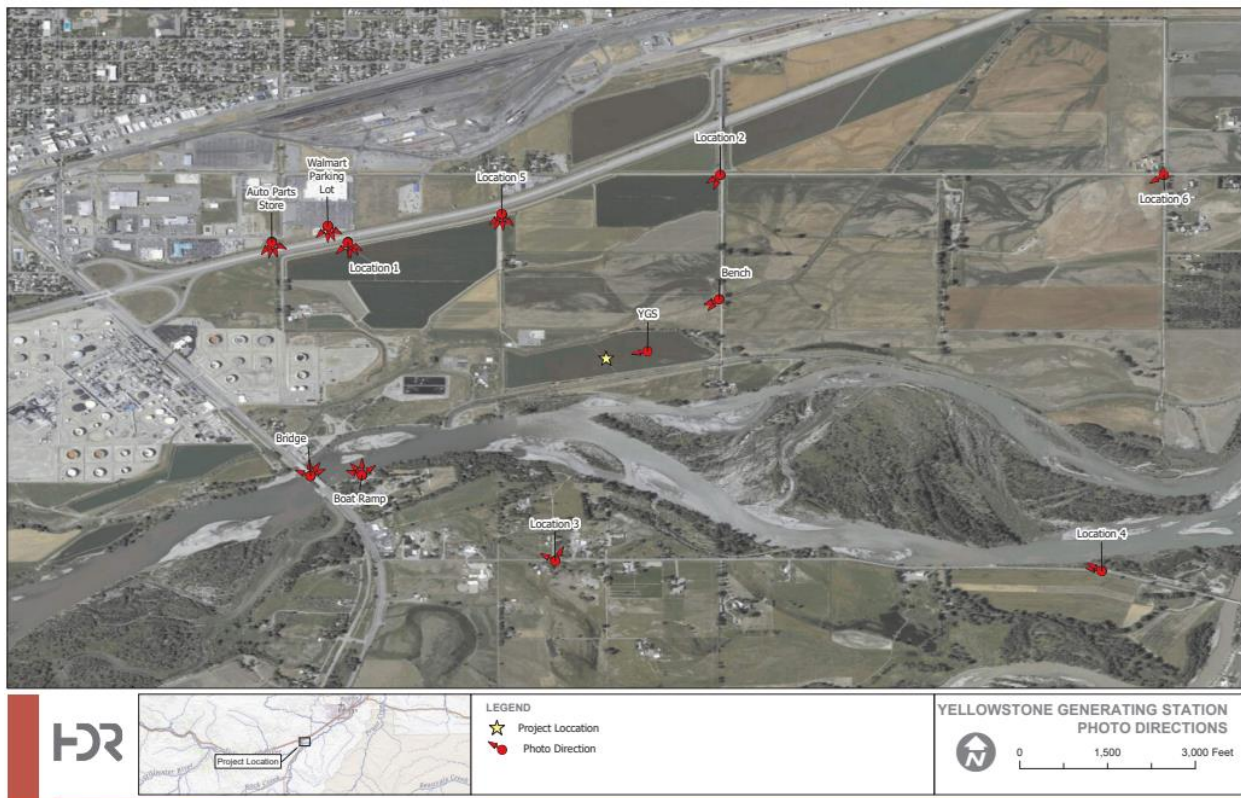 Location 2
Walmart
Parking
Lot
Location 5
Auto Parts
Store
Location 6
Location 1
Bench
YGS
Bridge
Boat Ramp
Location 3
Location 4
HDR
Project Location
LEGEND
Project Loccation
Photo Direction
YELLOWSTONE GENERATING STATION
PHOTO DIRECTIONS
N
0 1,500 3,000 Feet